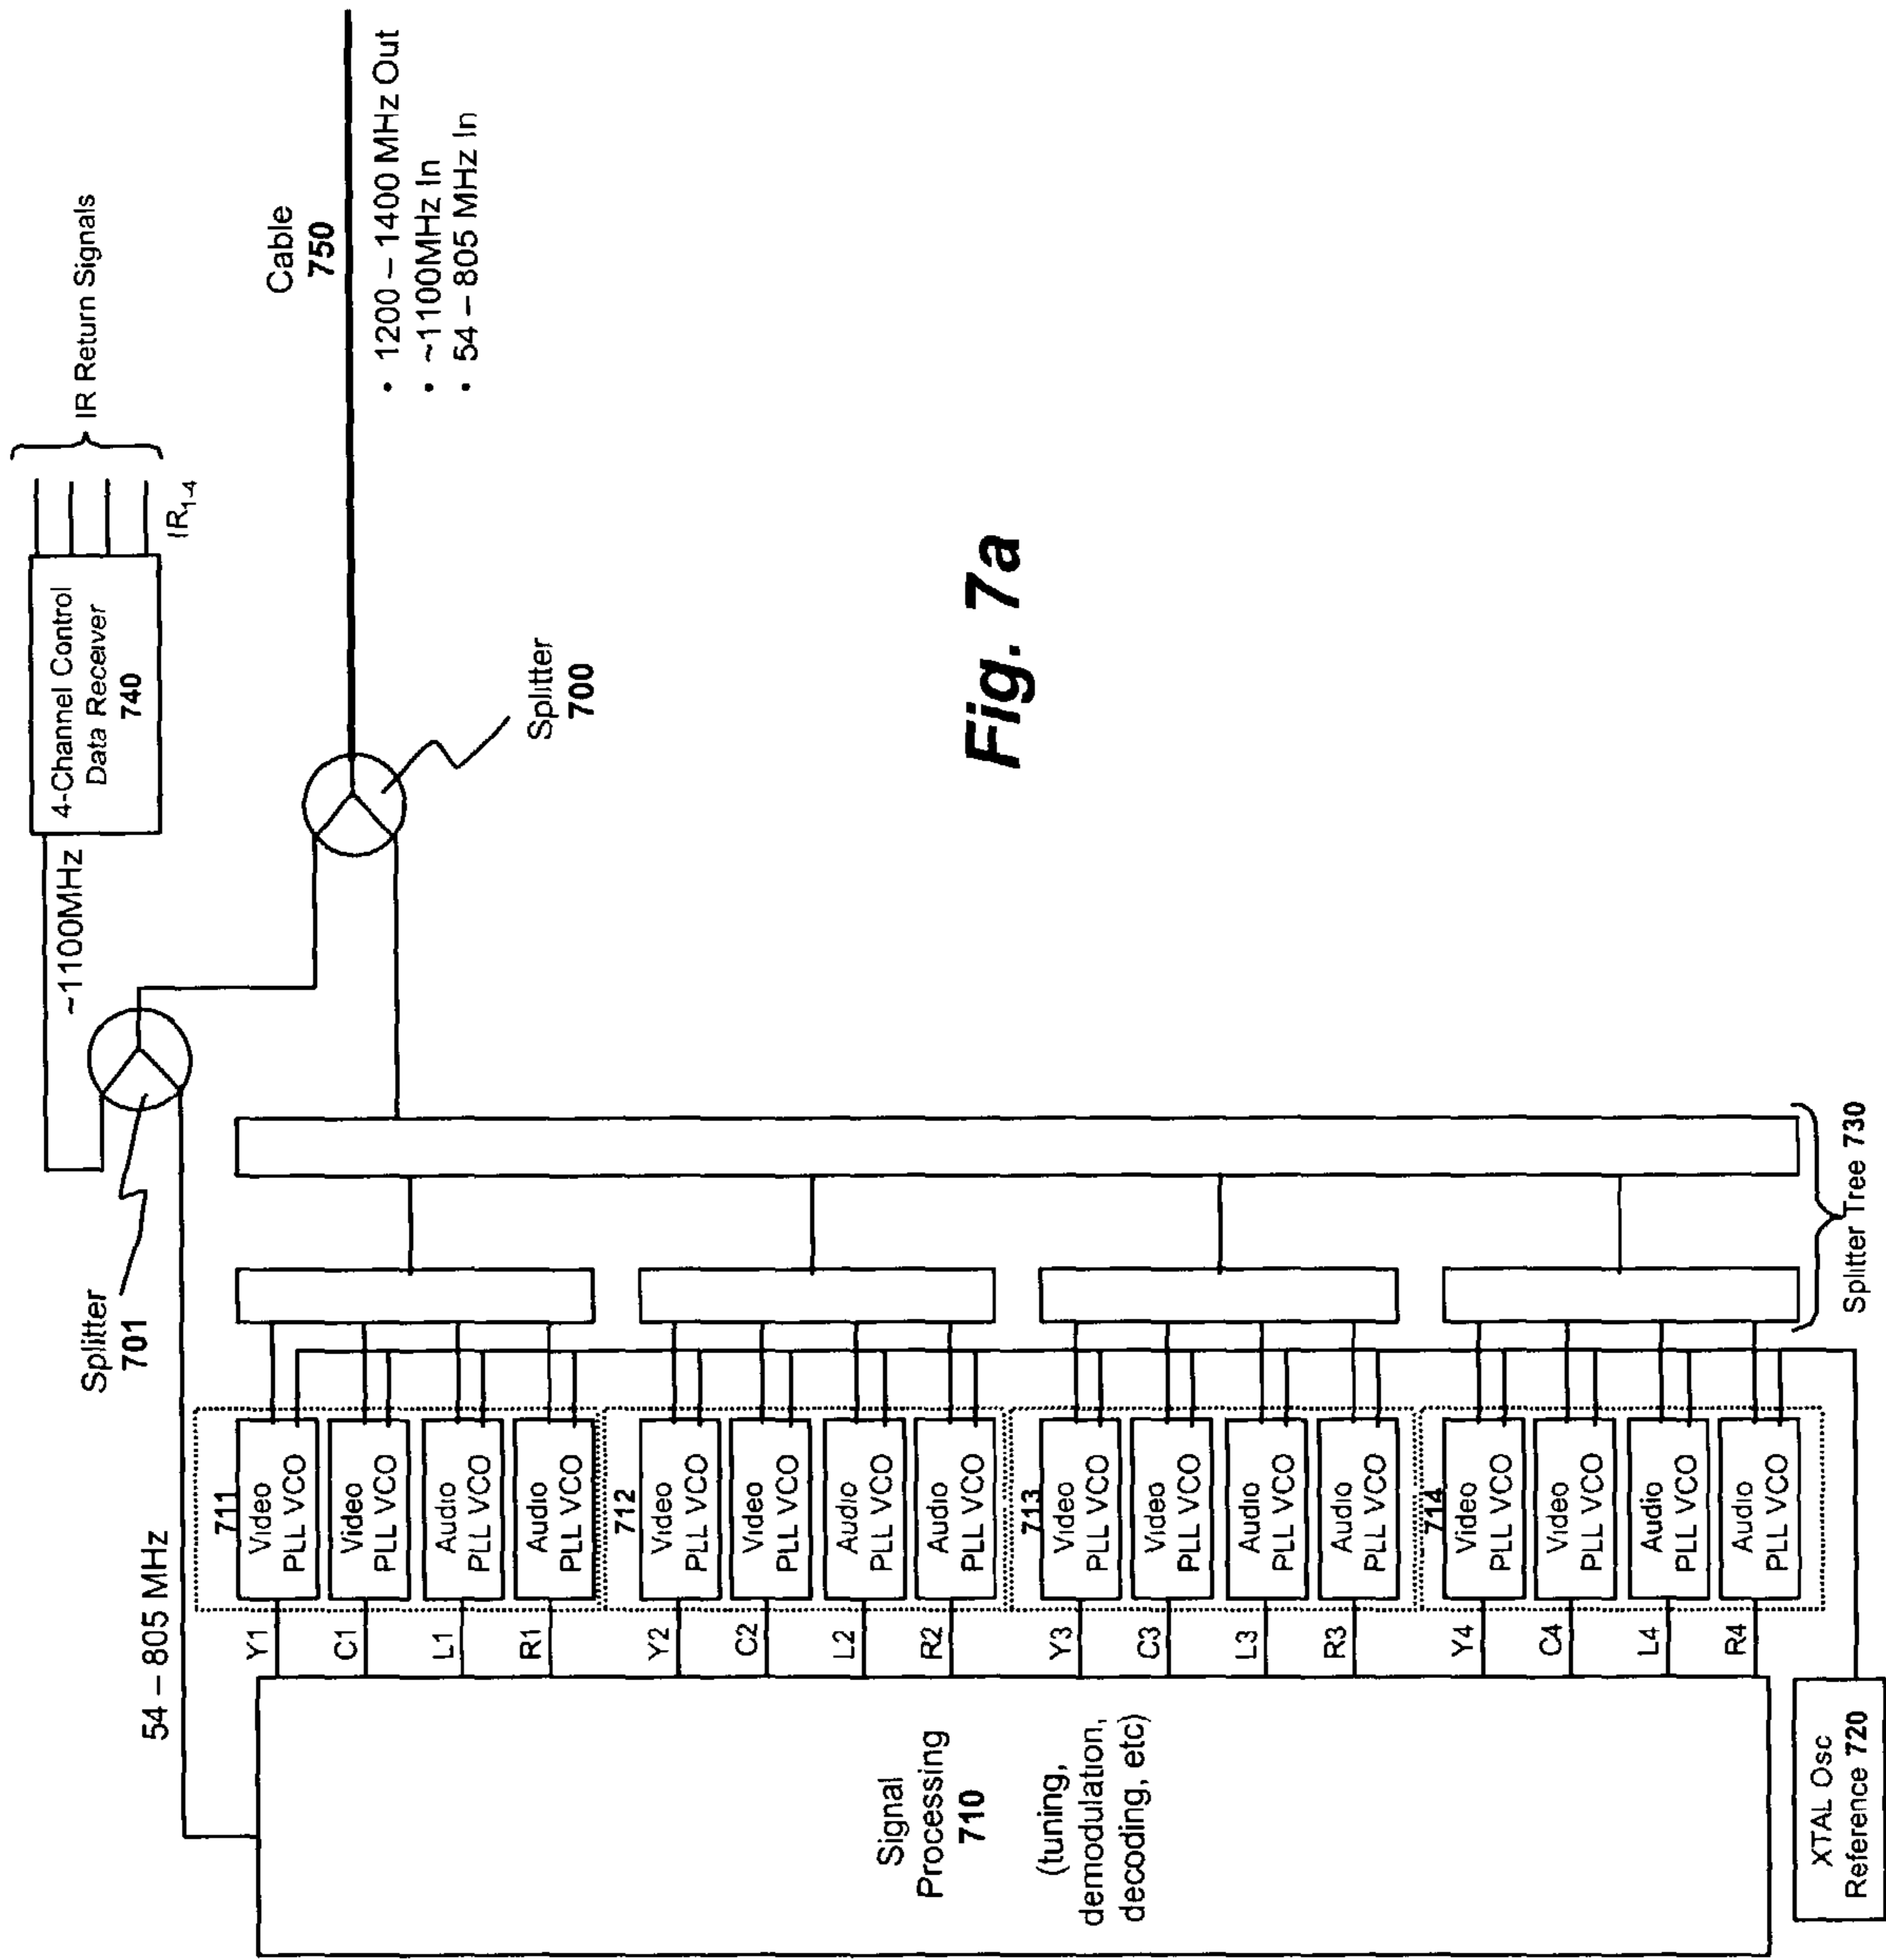 4-Channel Control
Data Receiver
740
IR Return Signals
IR1-4
~1100MHz
Cable
750
• 1200 – 1400 MHz Out
• ~1100MHz In
• 54 – 805 MHz In
Splitter
700
Splitter
701
54 – 805 MHz
Fig. 7a
Signal
Processing
710
(tuning,
demodulation,
decoding, etc)
Y1
C1
L1
R1
Y2
C2
L2
R2
Y3
C3
L3
R3
Y4
C4
L4
R4
711
Video
PLL VCO
Video
PLL VCO
Audio
PLL VCO
Audio
PLL VCO
712
Video
PLL VCO
Video
PLL VCO
Audio
PLL VCO
Audio
PLL VCO
713
Video
PLL VCO
Video
PLL VCO
Audio
PLL VCO
Audio
PLL VCO
714
Video
PLL VCO
Video
PLL VCO
Audio
PLL VCO
Audio
PLL VCO
XTAL Osc
Reference 720
Splitter Tree 730